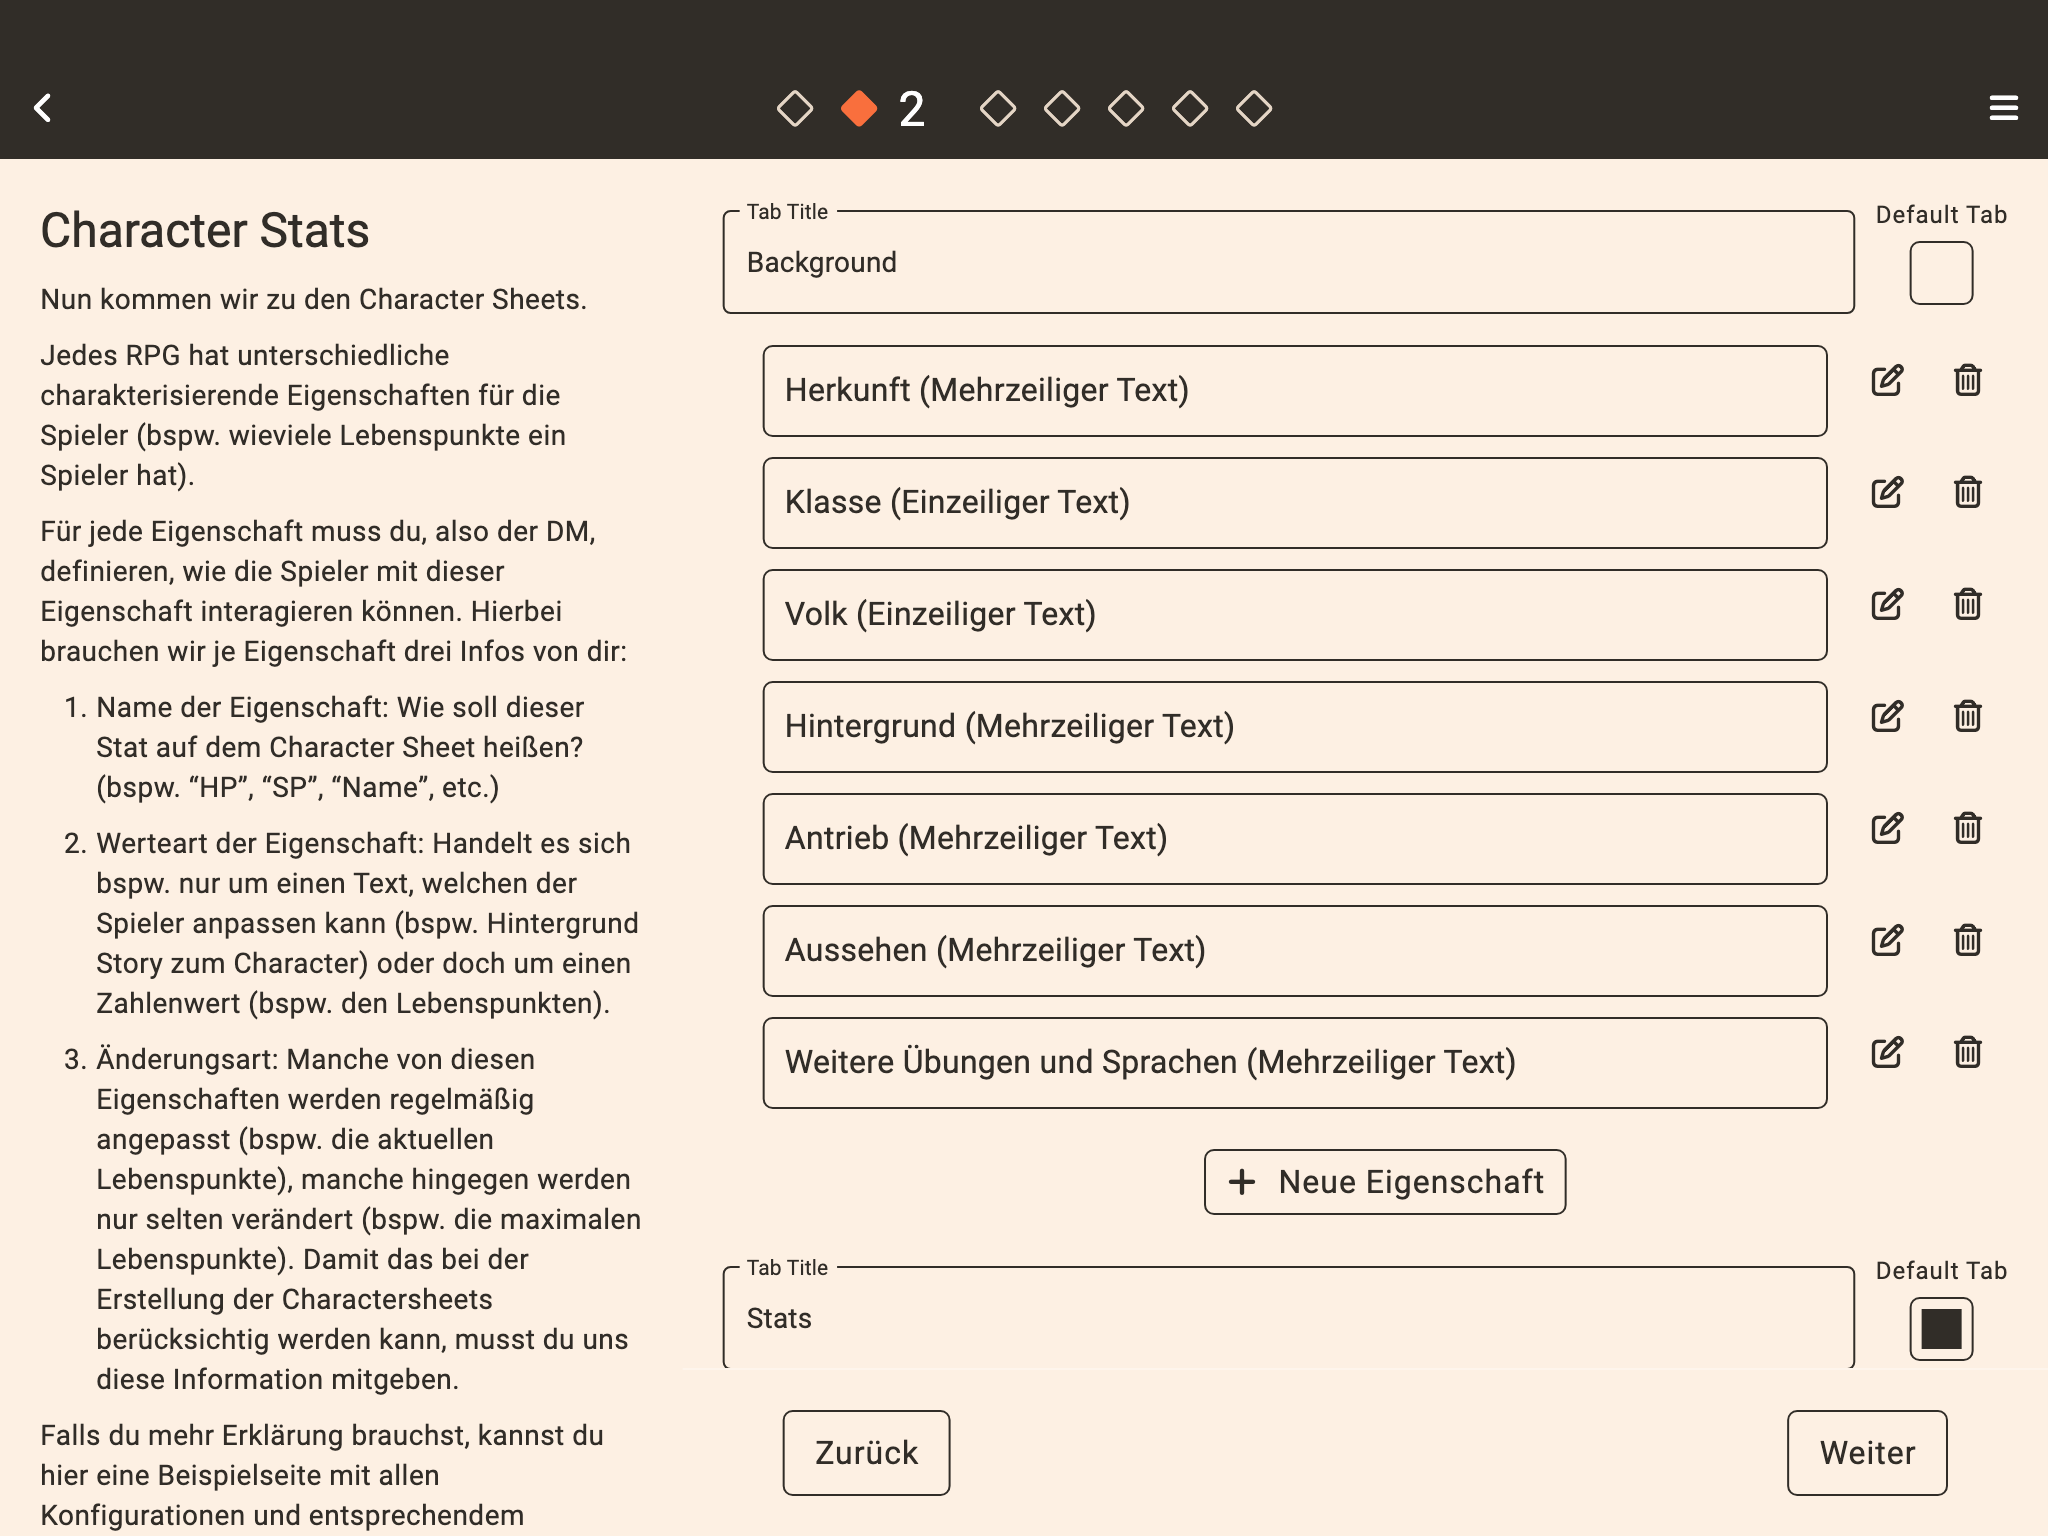 2
Character Stats
Nun kommen wir zu den Character Sheets.
Jedes RPG hat unterschiedliche
charakterisierende Eigenschaften für die
Spieler (bspw. wieviele Lebenspunkte ein
Spieler hat).
Für jede Eigenschaft muss du, also der DM,
definieren, wie die Spieler mit dieser
Eigenschaft interagieren können. Hierbei
brauchen wir je Eigenschaft drei Infos von dir:
1. Name der Eigenschaft: Wie soll dieser
Stat auf dem Character Sheet heißen?
(bspw. “HP”, “SP”, “Name”, etc.)
2. Werteart der Eigenschaft: Handelt es sich
bspw. nur um einen Text, welchen der
Spieler anpassen kann (bspw. Hintergrund
Story zum Character) oder doch um einen
Zahlenwert (bspw. den Lebenspunkten).
3. Änderungsart: Manche von diesen
Eigenschaften werden regelmäßig
angepasst (bspw. die aktuellen
Lebenspunkte), manche hingegen werden
nur selten verändert (bspw. die maximalen
Lebenspunkte). Damit das bei der
Erstellung der Charactersheets
berücksichtig werden kann, musst du uns
diese Information mitgeben.
Falls du mehr Erklärung brauchst, kannst du
hier eine Beispielseite mit allen
Konfigurationen und entsprechendem
Tab Title
Background
Default Tab
Herkunft (Mehrzeiliger Text)
Klasse (Einzeiliger Text)
Volk (Einzeiliger Text)
Hintergrund (Mehrzeiliger Text)
Antrieb (Mehrzeiliger Text)
Aussehen (Mehrzeiliger Text)
Weitere Übungen und Sprachen (Mehrzeiliger Text)
+ Neue Eigenschaft
Tab Title
Stats
Default Tab
Zurück
Weiter